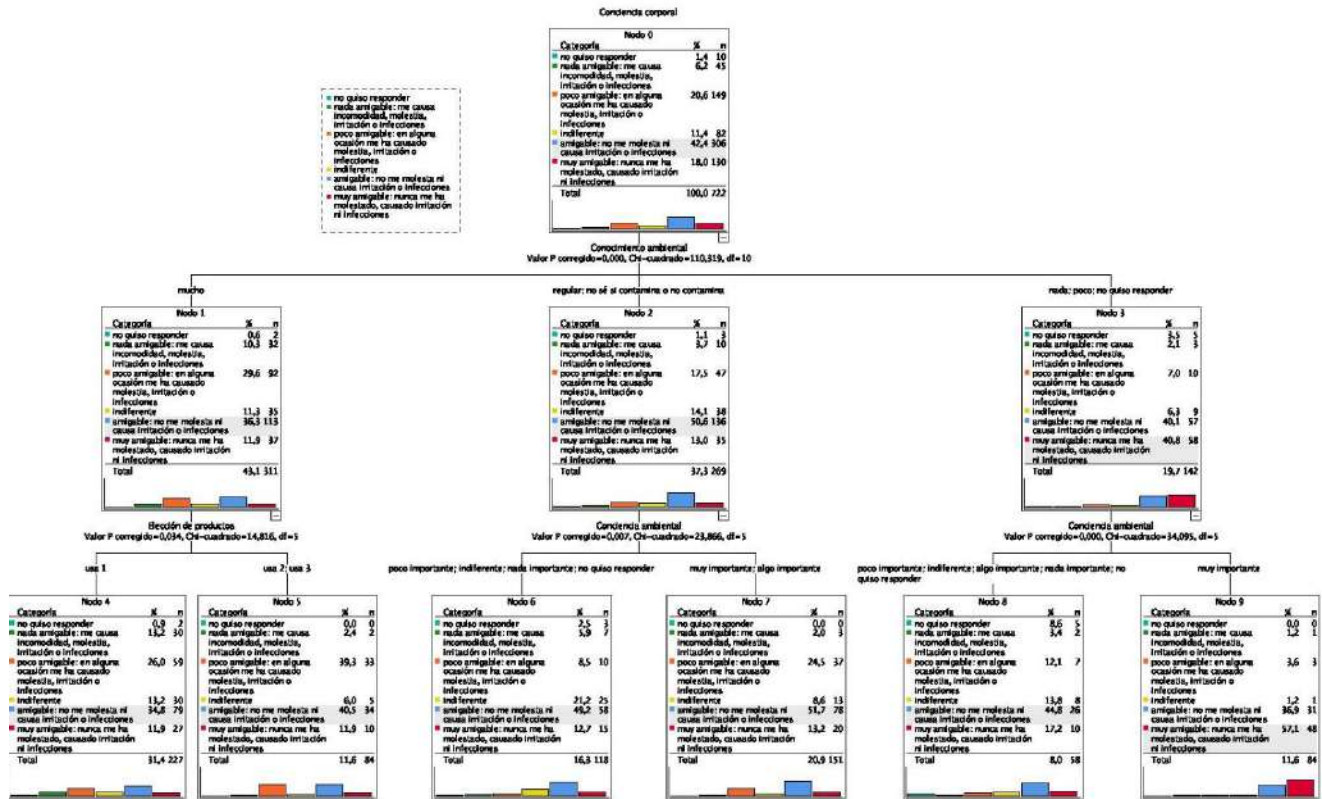 Conciencia corporal
Nodo 0
Categoría % n
no quiso responder 1,4 10
nada amigable: me causa 6,2 45
incomodidad, molestia,
irritación o infecciones
poco amigable: en alguna 20,6 149
ocasión me ha causado
molestia, irritación o
infecciones
indiferente 11,4 82
amigable: no me molesta ni 42,4 306
causa irritación o infecciones
muy amigable: nunca me ha 18,0 130
molestado, causado irritación
ni infecciones
Total 100,0 722
no quiso responder
nada amigable: me causa
incomodidad, molestia,
irritación o infecciones
poco amigable: en alguna
ocasión me ha causado
molestia, irritación o
infecciones
indiferente
amigable: no me molesta ni
causa irritación o infecciones
muy amigable: nunca me ha
molestado, causado irritación
ni infecciones
Conocimiento ambiental
Valor P corregido=0,000, Chi-cuadrado=110,319, df=10
mucho
regular: no sé si contamina o no contamina
nada; poco; no quiso responder
Nodo 1
Categoría % n
no quiso responder 0,6 2
nada amigable: me causa 10,3 32
incomodidad, molestia,
irritación o infecciones
poco amigable: en alguna 29,6 92
ocasión me ha causado
molestia, irritación o
infecciones
indiferente 11,3 35
amigable: no me molesta ni 36,3 113
causa irritación o infecciones
muy amigable: nunca me ha 11,9 37
molestado, causado irritación
ni infecciones
Total 43,1 311
Nodo 2
Categoría % n
no quiso responder 1,1 3
nada amigable: me causa 3,7 10
incomodidad, molestia,
irritación o infecciones
poco amigable: en alguna 17,5 47
ocasión me ha causado
molestia, irritación o
infecciones
indiferente 14,1 38
amigable: no me molesta ni 50,6 136
causa irritación o infecciones
muy amigable: nunca me ha 13,0 35
molestado, causado irritación
ni infecciones
Total 37,3 269
Nodo 3
Categoría % n
no quiso responder 3,5 5
nada amigable: me causa 2,1 3
incomodidad, molestia,
irritación o infecciones
poco amigable: en alguna 7,0 10
ocasión me ha causado
molestia, irritación o
infecciones
indiferente 6,3 9
amigable: no me molesta ni 40,1 57
causa irritación o infecciones
muy amigable: nunca me ha 40,8 58
molestado, causado irritación
ni infecciones
Total 19,7 142
Elección de productos
Valor P corregido=0,034, Chi-cuadrado=14,816, df=5
Conciencia ambiental
Valor P corregido=0,007, Chi-cuadrado=23,866, df=5
Conciencia ambiental
Valor P corregido=0,000, Chi-cuadrado=34,095, df=5
usa 1
usa 2; usa 3
poco importante; indiferente; nada importante; no quiso responder
muy importante; algo importante
poco importante; indiferente; algo importante; nada importante; no
quiso responder
muy importante
Nodo 4
Categoría % n
no quiso responder 0,9 2
nada amigable: me causa 13,2 30
incomodidad, molestia,
irritación o infecciones
poco amigable: en alguna 26,0 59
ocasión me ha causado
molestia, irritación o
infecciones
indiferente 13,2 30
amigable: no me molesta ni 34,8 79
causa irritación o infecciones
muy amigable: nunca me ha 11,9 27
molestado, causado irritación
ni infecciones
Total 31,4 227
Nodo 5
Categoría % n
no quiso responder 0,0 0
nada amigable: me causa 2,4 2
incomodidad, molestia,
irritación o infecciones
poco amigable: en alguna 39,3 33
ocasión me ha causado
molestia, irritación o
infecciones
indiferente 6,0 5
amigable: no me molesta ni 40,5 34
causa irritación o infecciones
muy amigable: nunca me ha 11,9 10
molestado, causado irritación
ni infecciones
Total 11,6 84
Nodo 6
Categoría % n
no quiso responder 2,5 3
nada amigable: me causa 5,9 7
incomodidad, molestia,
irritación o infecciones
poco amigable: en alguna 8,5 10
ocasión me ha causado
molestia, irritación o
infecciones
indiferente 21,2 25
amigable: no me molesta ni 49,2 58
causa irritación o infecciones
muy amigable: nunca me ha 12,7 15
molestado, causado irritación
ni infecciones
Total 16,3 118
Nodo 7
Categoría % n
no quiso responder 0,0 0
nada amigable: me causa 2,0 3
incomodidad, molestia,
irritación o infecciones
poco amigable: en alguna 24,5 37
ocasión me ha causado
molestia, irritación o
infecciones
indiferente 8,6 13
amigable: no me molesta ni 51,7 78
causa irritación o infecciones
muy amigable: nunca me ha 13,2 20
molestado, causado irritación
ni infecciones
Total 20,9 151
Nodo 8
Categoría % n
no quiso responder 8,6 5
nada amigable: me causa 3,4 2
incomodidad, molestia,
irritación o infecciones
poco amigable: en alguna 12,1 7
ocasión me ha causado
molestia, irritación o
infecciones
indiferente 13,8 8
amigable: no me molesta ni 44,8 26
causa irritación o infecciones
muy amigable: nunca me ha 17,2 10
molestado, causado irritación
ni infecciones
Total 8,0 58
Nodo 9
Categoría % n
no quiso responder 0,0 0
nada amigable: me causa 1,2 1
incomodidad, molestia,
irritación o infecciones
poco amigable: en alguna 3,6 3
ocasión me ha causado
molestia, irritación o
infecciones
indiferente 1,2 1
amigable: no me molesta ni 36,9 31
causa irritación o infecciones
muy amigable: nunca me ha 57,1 48
molestado, causado irritación
ni infecciones
Total 11,6 84